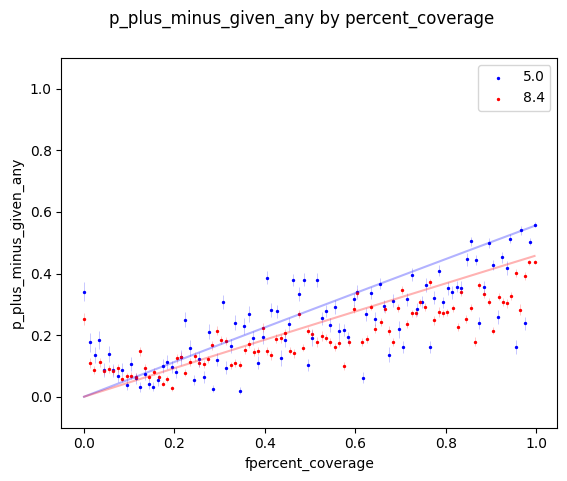 p_plus_minus_given_any by percent_coverage
5.0
8.4
1.0
0.8
0.6
0.4
0.2
0.0
p_plus_minus_given_any
0.0 0.2 0.4 0.6 0.8 1.0
fpercent_coverage